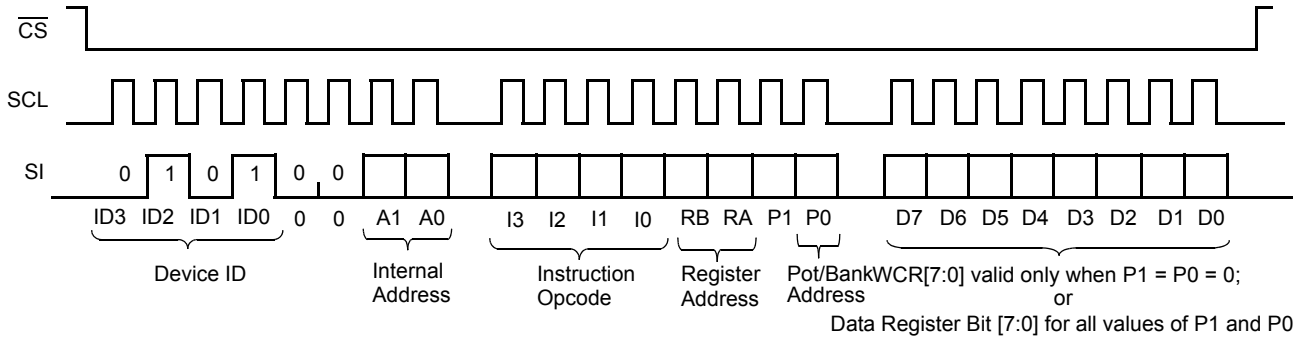 CS
SCL
SI
0 1 0 1 0 0
ID3 ID2 ID1 ID0 0 0 A1 A0 I3 I2 I1 I0 RB RA P1 P0 D7 D6 D5 D4 D3 D2 D1 D0
Device ID
Internal
Address
Instruction
Opcode
Register
Address
Pot/Bank
Address
WCR[7:0] valid only when P1 = P0 = 0;
or
Data Register Bit [7:0] for all values of P1 and P0